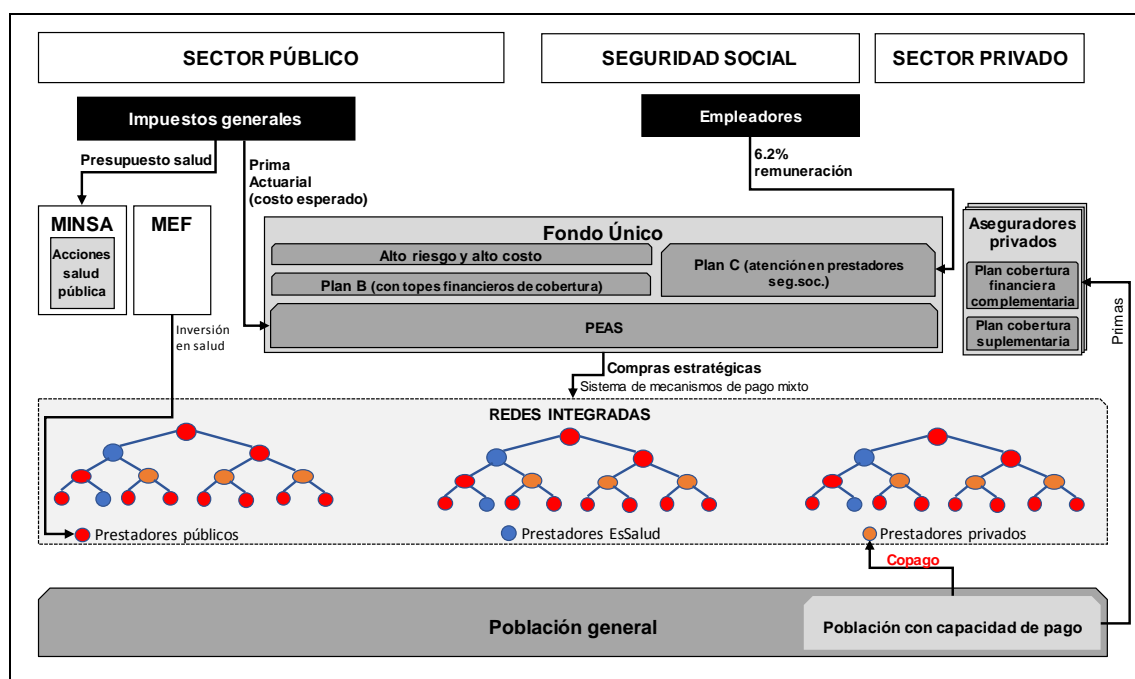 SECTOR PÚBLICO
SEGURIDAD SOCIAL
SECTOR PRIVADO
Impuestos generales
Empleadores
Presupuesto salud
Prima
Actuarial
(costo esperado)
6.2%
remuneración
MINSA
Acciones
salud
pública
MEF
Inversión
en salud
Fondo Único
Alto riesgo y alto costo
Plan B (con topes financieros de cobertura)
Plan C (atención en prestadores
seg.soc.)
PEAS
Aseguradores
privados
Plan cobertura
financiera
complementaria
Plan cobertura
suplementaria
Primas
Compras estratégicas
Sistema de mecanismos de pago mixto
REDES INTEGRADAS
Prestadores públicos
Prestadores EsSalud
Prestadores privados
Copago
Población general
Población con capacidad de pago